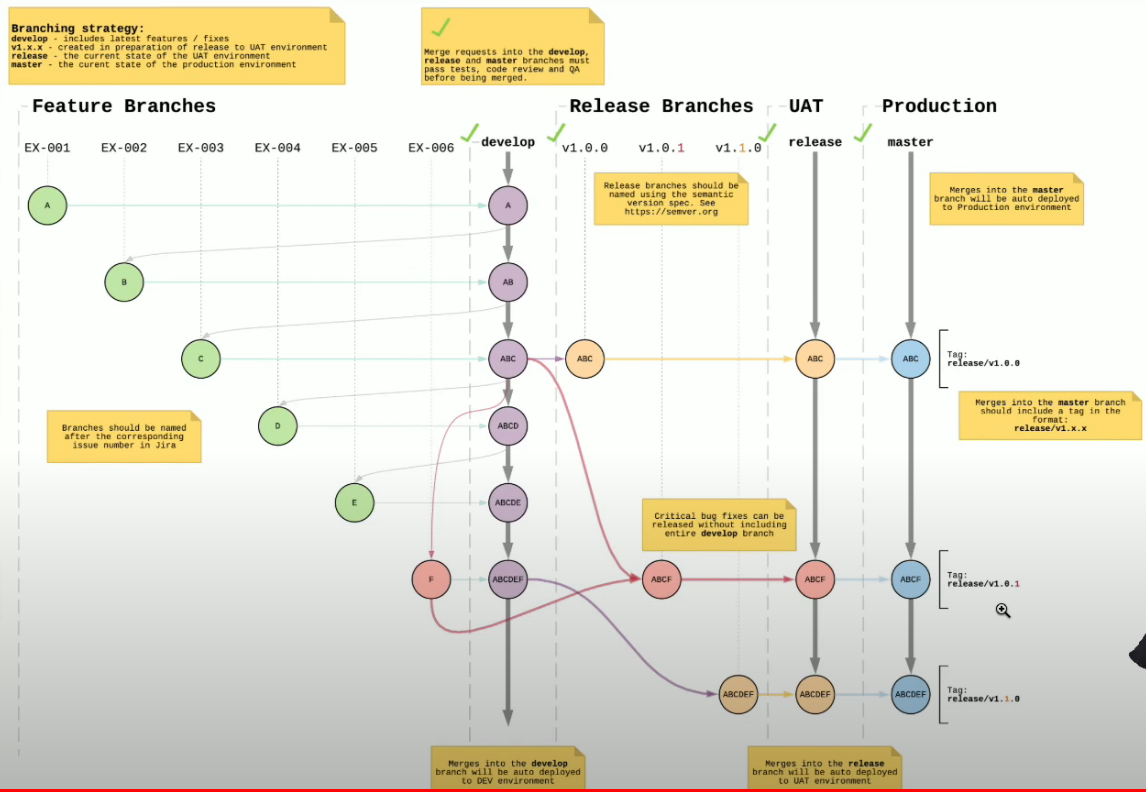 Branching strategy:
develop - includes latest features / fixes
v1.x.x - created in preparation of release to UAT environment
release - the current state of the UAT environment
master - the curent state of the production environment
Merge requests into the develop,
release and master branches must
pass tests, code review and QA
before being merged.
Feature Branches
Release Branches
UAT
Production
EX-001
EX-002
EX-003
EX-004
EX-005
EX-006
develop
v1.0.0
v1.0.1
v1.1.0
release
master
Release branches should be
named using the semantic
version spec. See
https://semver.org
Merges into the master
branch will be auto deployed
to Production environment
A
A
B
AB
C
ABC
ABC
ABC
ABC
Tag:
release/v1.0.0
Merges into the master branch
should include a tag in the
format:
release/v1.x.x
Branches should be named
after the corresponding
issue number in Jira
D
ABCD
E
ABCDE
Critical bug fixes can be
released without including
entire develop branch
F
ABCDEF
ABCF
ABCF
ABCF
Tag:
release/v1.0.1
ABCDEF
ABCDEF
ABCDEF
Tag:
release/v1.1.0
Merges into the develop
branch will be auto deployed
to DEV environment
Merges into the release
branch will be auto deployed
to UAT environment